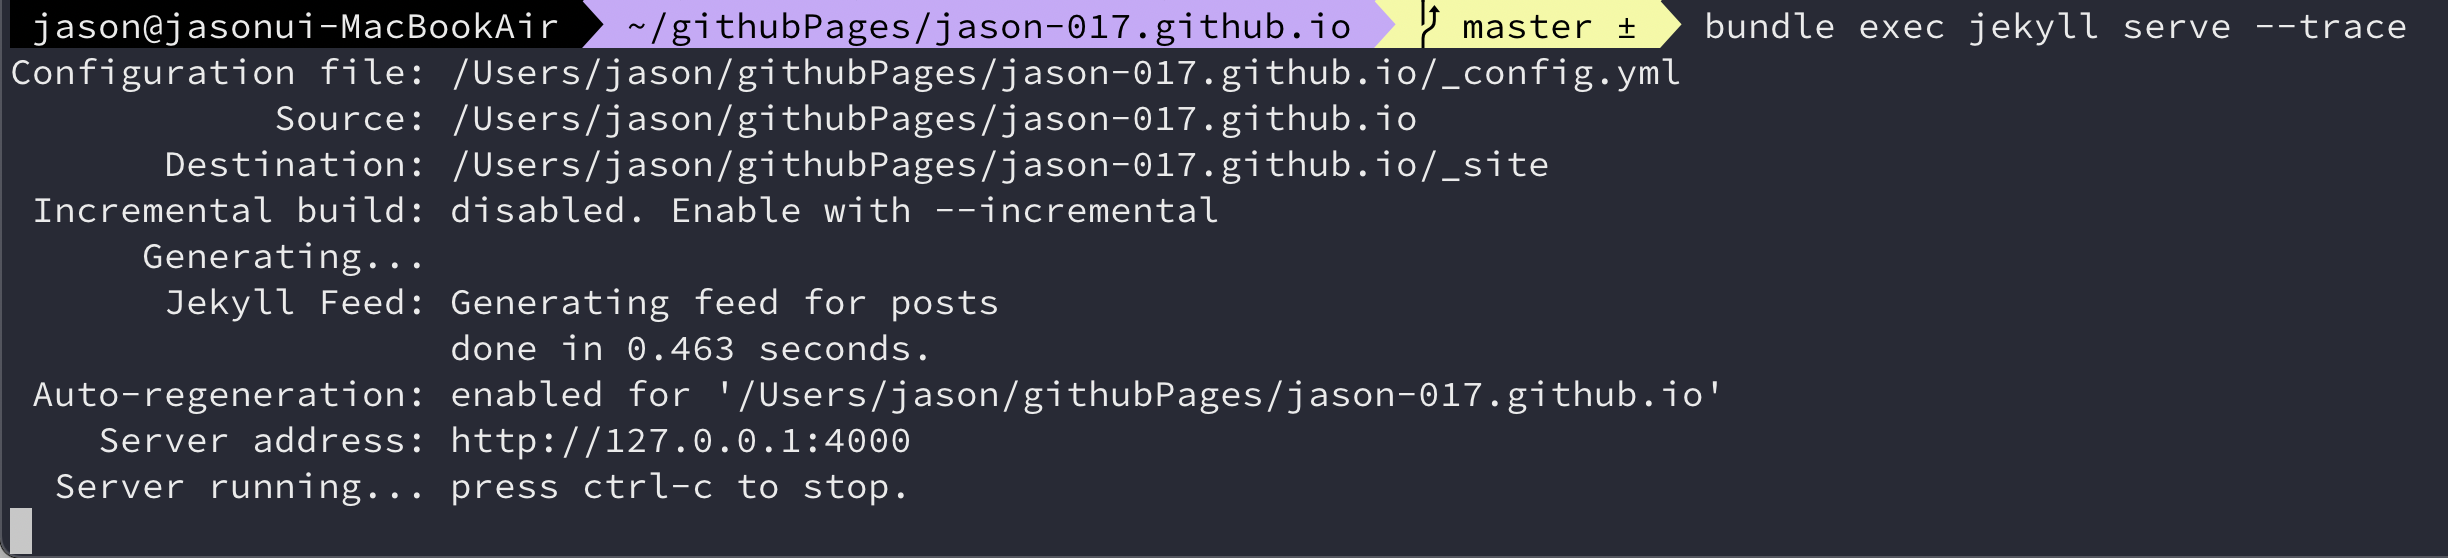 jason@jasonui-MacBookAir ~/githubPages/jason-017.github.io master ± bundle exec jekyll serve --trace
Configuration file: /Users/jason/githubPages/jason-017.github.io/_config.yml
Source: /Users/jason/githubPages/jason-017.github.io
Destination: /Users/jason/githubPages/jason-017.github.io/_site
Incremental build: disabled. Enable with --incremental
Generating...
Jekyll Feed: Generating feed for posts
done in 0.463 seconds.
Auto-regeneration: enabled for '/Users/jason/githubPages/jason-017.github.io'
Server address: http://127.0.0.1:4000
Server running... press ctrl-c to stop.